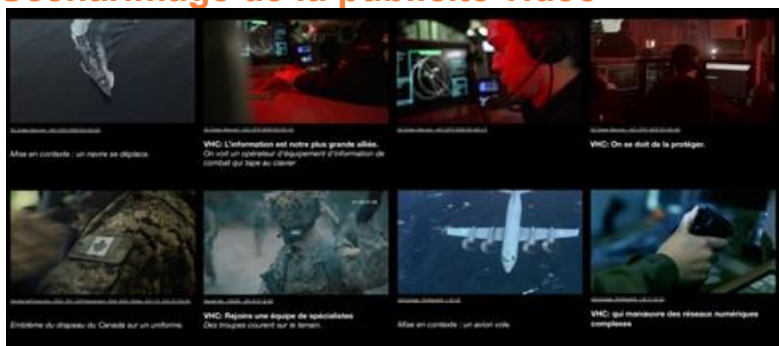 Scénarimage de la publicité vidéo
Mise en contexte : un navire se déplace.
VHC: L'information est notre plus grande alliée.
On voit un opérateur d'équipement d'information de
combat qui tape au clavier
VHC: On se doit de la protéger.
Emblème du drapeau du Canada sur un uniforme.
VHC: Rejoins une équipe de spécialistes
Des troupes courent sur le terrain.
Mise en contexte : un avion vole.
VHC: qui manœuvre des réseaux numériques
complexes